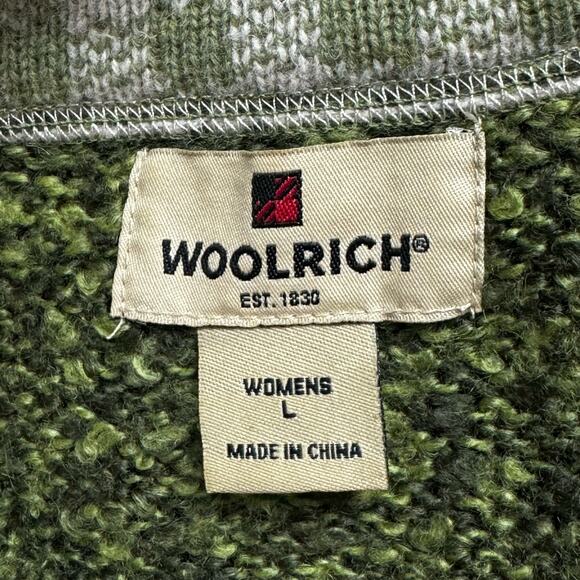 WOOLRICH®
EST. 1830
WOMENS
L
MADE IN CHINA